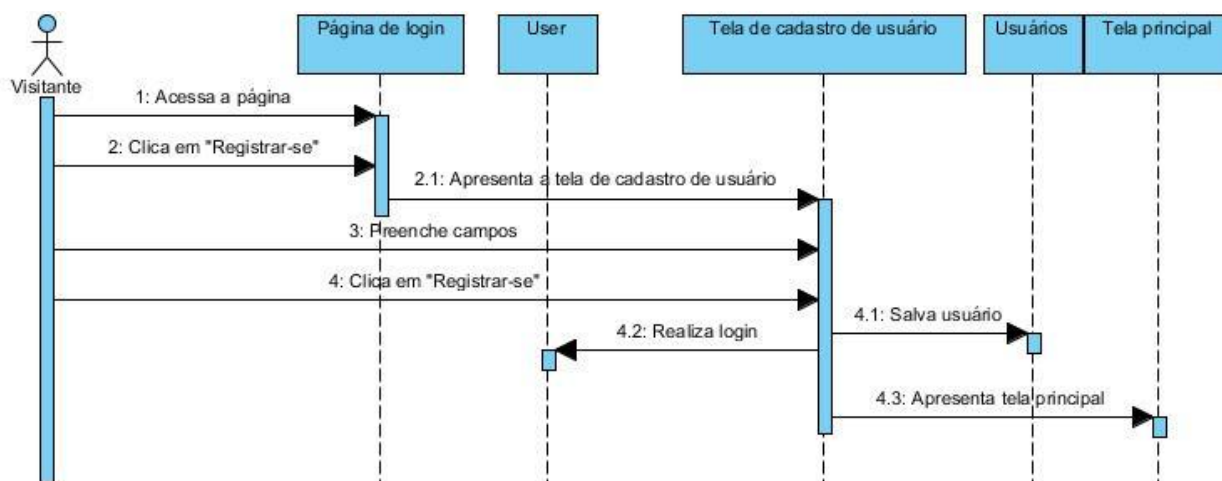 Página de login
User
Tela de cadastro de usuário
Usuários
Tela principal
Visitante
1: Acessa a página
2: Clica em "Registrar-se"
2.1: Apresenta a tela de cadastro de usuário
3: Preenche campos
4: Clica em "Registrar-se"
4.1: Salva usuário
4.2: Realiza login
4.3: Apresenta tela principal